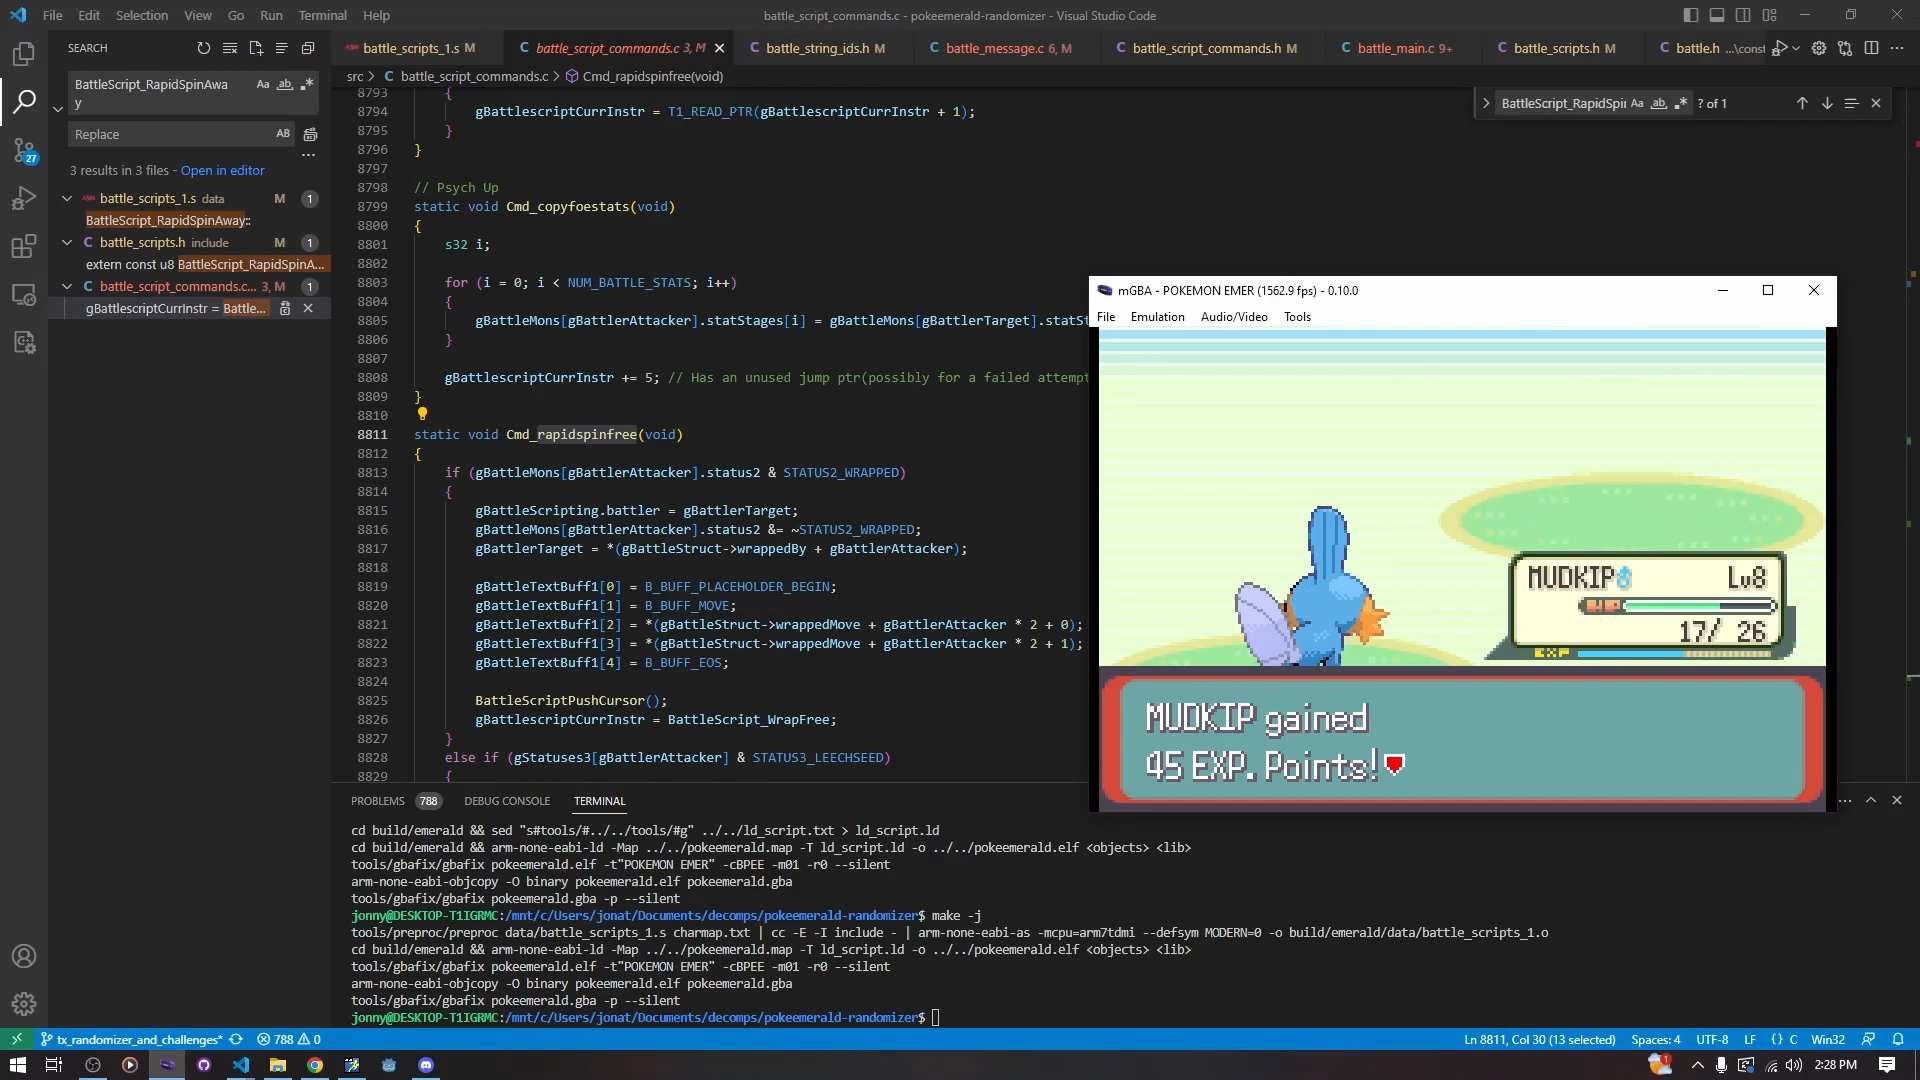 File Edit Selection View Go Run Terminal Help
battle_script_commands.c - pokeemerald-randomizer - Visual Studio Code
SEARCH
BattleScript_RapidSpinAwa
y
Aa ab .*
Replace
AB
3 results in 3 files - Open in editor
battle_scripts_1.s data M 1
BattleScript_RapidSpinAway::
C battle_scripts.h include M 1
extern const u8 BattleScript_RapidSpinA...
C battle_script_commands.c... 3, M 1
gBattlescriptCurrInstr = Battle...
27
battle_scripts_1.s M
C battle_script_commands.c 3, M
C battle_string_ids.h M
C battle_message.c 6, M
C battle_script_commands.h M
C battle_main.c 9+
C battle_scripts.h M
C battle.h ...\const
src > C battle_script_commands.c > Cmd_rapidspinfree(void)
BattleScript_RapidSpi Aa ab .* ? of 1
8793 {
8794 gBattlescriptCurrInstr = T1_READ_PTR(gBattlescriptCurrInstr + 1);
8795 }
8796 }
8797
8798 // Psych Up
8799 static void Cmd_copyfoestats(void)
8800 {
8801 s32 i;
8802
8803 for (i = 0; i < NUM_BATTLE_STATS; i++)
8804 {
8805 gBattleMons[gBattlerAttacker].statStages[i] = gBattleMons[gBattlerTarget].statSt
8806 }
8807
8808 gBattlescriptCurrInstr += 5; // Has an unused jump ptr(possibly for a failed attempt
8809 }
8810
8811 static void Cmd_rapidspinfree(void)
8812 {
8813 if (gBattleMons[gBattlerAttacker].status2 & STATUS2_WRAPPED)
8814 {
8815 gBattleScripting.battler = gBattlerTarget;
8816 gBattleMons[gBattlerAttacker].status2 &= ~STATUS2_WRAPPED;
8817 gBattlerTarget = *(gBattleStruct->wrappedBy + gBattlerAttacker);
8818
8819 gBattleTextBuff1[0] = B_BUFF_PLACEHOLDER_BEGIN;
8820 gBattleTextBuff1[1] = B_BUFF_MOVE;
8821 gBattleTextBuff1[2] = *(gBattleStruct->wrappedMove + gBattlerAttacker * 2 + 0);
8822 gBattleTextBuff1[3] = *(gBattleStruct->wrappedMove + gBattlerAttacker * 2 + 1);
8823 gBattleTextBuff1[4] = B_BUFF_EOS;
8824
8825 BattleScriptPushCursor();
8826 gBattlescriptCurrInstr = BattleScript_WrapFree;
8827 }
8828 else if (gStatuses3[gBattlerAttacker] & STATUS3_LEECHSEED)
8829 {
mGBA - POKEMON EMER (1562.9 fps) - 0.10.0
File Emulation Audio/Video Tools
MUDKIP♂ Lv8
HP
17/ 26
EXP
MUDKIP gained
45 EXP. Points!
PROBLEMS 788 DEBUG CONSOLE TERMINAL
cd build/emerald && sed "s#tools/#../../tools/#g" ../../ld_script.txt > ld_script.ld
cd build/emerald && arm-none-eabi-ld -Map ../../pokeemerald.map -T ld_script.ld -o ../../pokeemerald.elf <objects> <lib>
tools/gbafix/gbafix pokeemerald.elf -t"POKEMON EMER" -cBPEE -m01 -r0 --silent
arm-none-eabi-objcopy -O binary pokeemerald.elf pokeemerald.gba
tools/gbafix/gbafix pokeemerald.gba -p --silent
jonny@DESKTOP-T1IGRMC:/mnt/c/Users/jonat/Documents/decomps/pokeemerald-randomizer$ make -j
tools/preproc/preproc data/battle_scripts_1.s charmap.txt | cc -E -I include - | arm-none-eabi-as -mcpu=arm7tdmi --defsym MODERN=0 -o build/emerald/data/battle_scripts_1.o
cd build/emerald && arm-none-eabi-ld -Map ../../pokeemerald.map -T ld_script.ld -o ../../pokeemerald.elf <objects> <lib>
tools/gbafix/gbafix pokeemerald.elf -t"POKEMON EMER" -cBPEE -m01 -r0 --silent
arm-none-eabi-objcopy -O binary pokeemerald.elf pokeemerald.gba
tools/gbafix/gbafix pokeemerald.gba -p --silent
jonny@DESKTOP-T1IGRMC:/mnt/c/Users/jonat/Documents/decomps/pokeemerald-randomizer$
tx_randomizer_and_challenges* 788 0
Ln 8811, Col 30 (13 selected) Spaces: 4 UTF-8 LF {} C Win32
2:28 PM